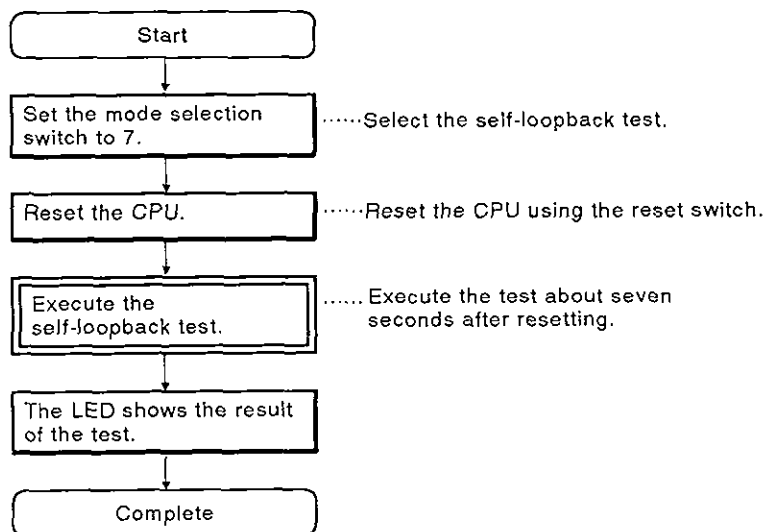 Start
Set the mode selection
switch to 7.
······Select the self-loopback test.
Reset the CPU.
······Reset the CPU using the reset switch.
Execute the
self-loopback test.
······ Execute the test about seven
seconds after resetting.
The LED shows the result
of the test.
Complete